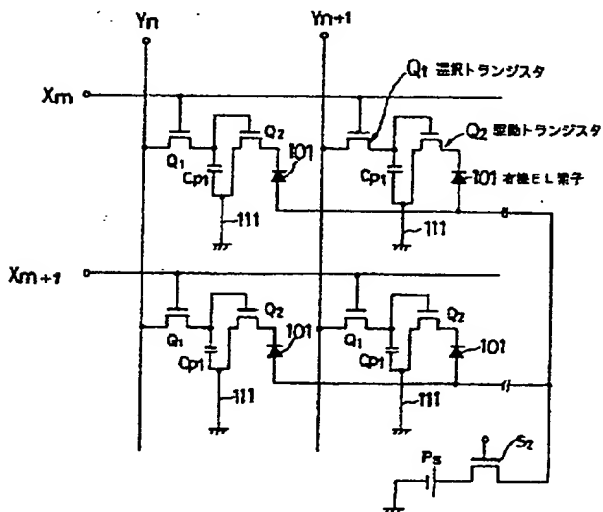 Yn
Yn+1
Xm
Q1 選択トランジスタ
Q2 駆動トランジスタ
Q1
Q2
Cp1
101
Cp1
101 有機EL素子
111
111
Xm+1
Q1
Q2
Cp1
101
Q1
Q2
Cp1
101
111
111
Ps
S2